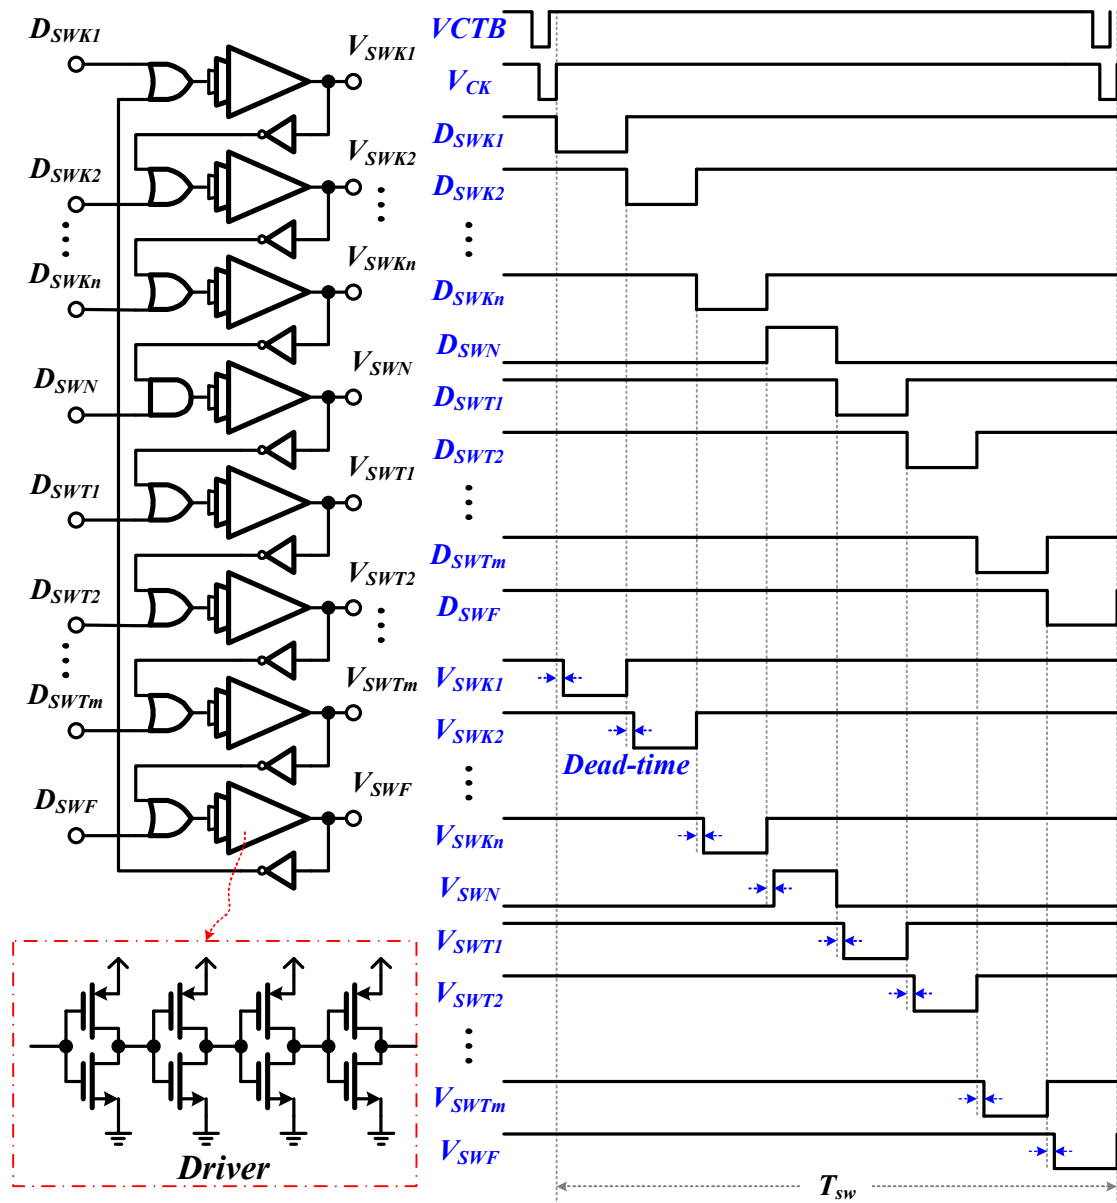 D_SWK1
V_SWK1
D_SWK2
V_SWK2
D_SWKn
V_SWKn
D_SWN
V_SWN
D_SWT1
V_SWT1
D_SWT2
V_SWT2
D_SWTm
V_SWTm
D_SWF
V_SWF
Driver
VCTB
V_CK
D_SWK1
D_SWK2
D_SWKn
D_SWN
D_SWT1
D_SWT2
D_SWTm
D_SWF
V_SWK1
V_SWK2
Dead-time
V_SWKn
V_SWN
V_SWT1
V_SWT2
V_SWTm
V_SWF
T_sw